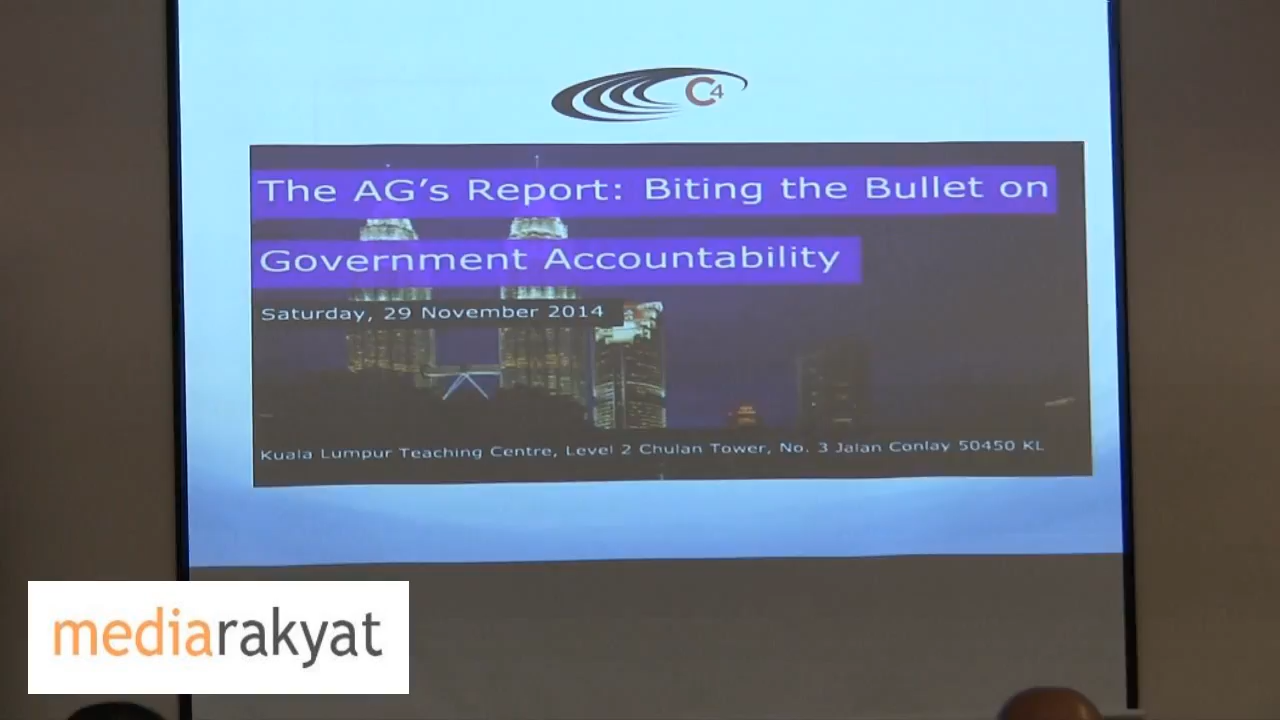 C4
The AG's Report: Biting the Bullet on
Government Accountability
Saturday, 29 November 2014
Kuala Lumpur Teaching Centre, Level 2 Chulan Tower, No. 3 Jalan Conlay 50450 KL
mediarakyat